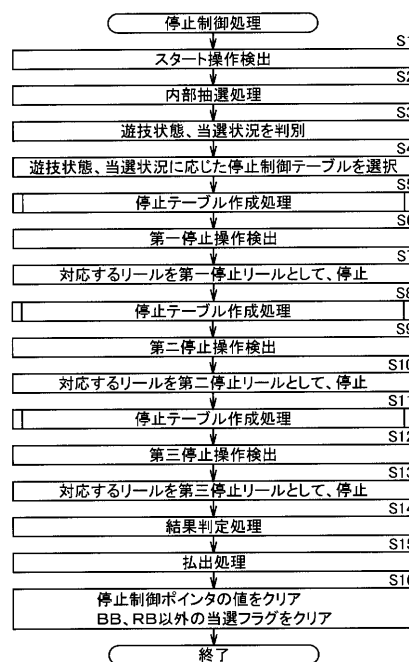 停止制御処理
S1
スタート操作検出
S2
内部抽選処理
S3
遊技状態、当選状況を判別
S4
遊技状態、当選状況に応じた停止制御テーブルを選択
S5
停止テーブル作成処理
S6
第一停止操作検出
S7
対応するリールを第一停止リールとして、停止
S8
停止テーブル作成処理
S9
第二停止操作検出
S10
対応するリールを第二停止リールとして、停止
S11
停止テーブル作成処理
S12
第三停止操作検出
S13
対応するリールを第三停止リールとして、停止
S14
結果判定処理
S15
払出処理
S16
停止制御ポインタの値をクリア
BB、RB以外の当選フラグをクリア
終了